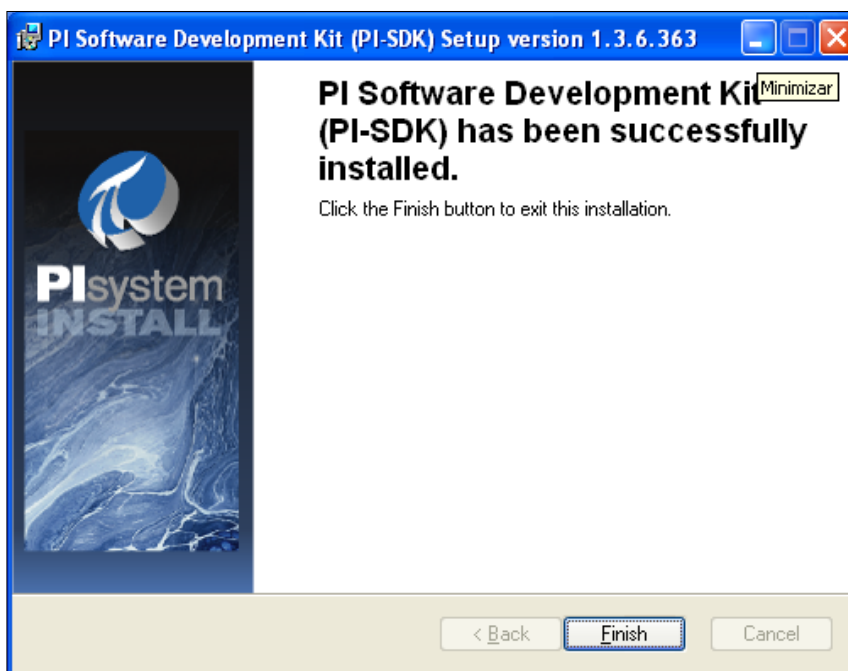 PI Software Development Kit (PI-SDK) Setup version 1.3.6.363
Minimizar
PI Software Development Kit
(PI-SDK) has been successfully
installed.
Click the Finish button to exit this installation.
PIsystem
INSTALL
< Back
Finish
Cancel